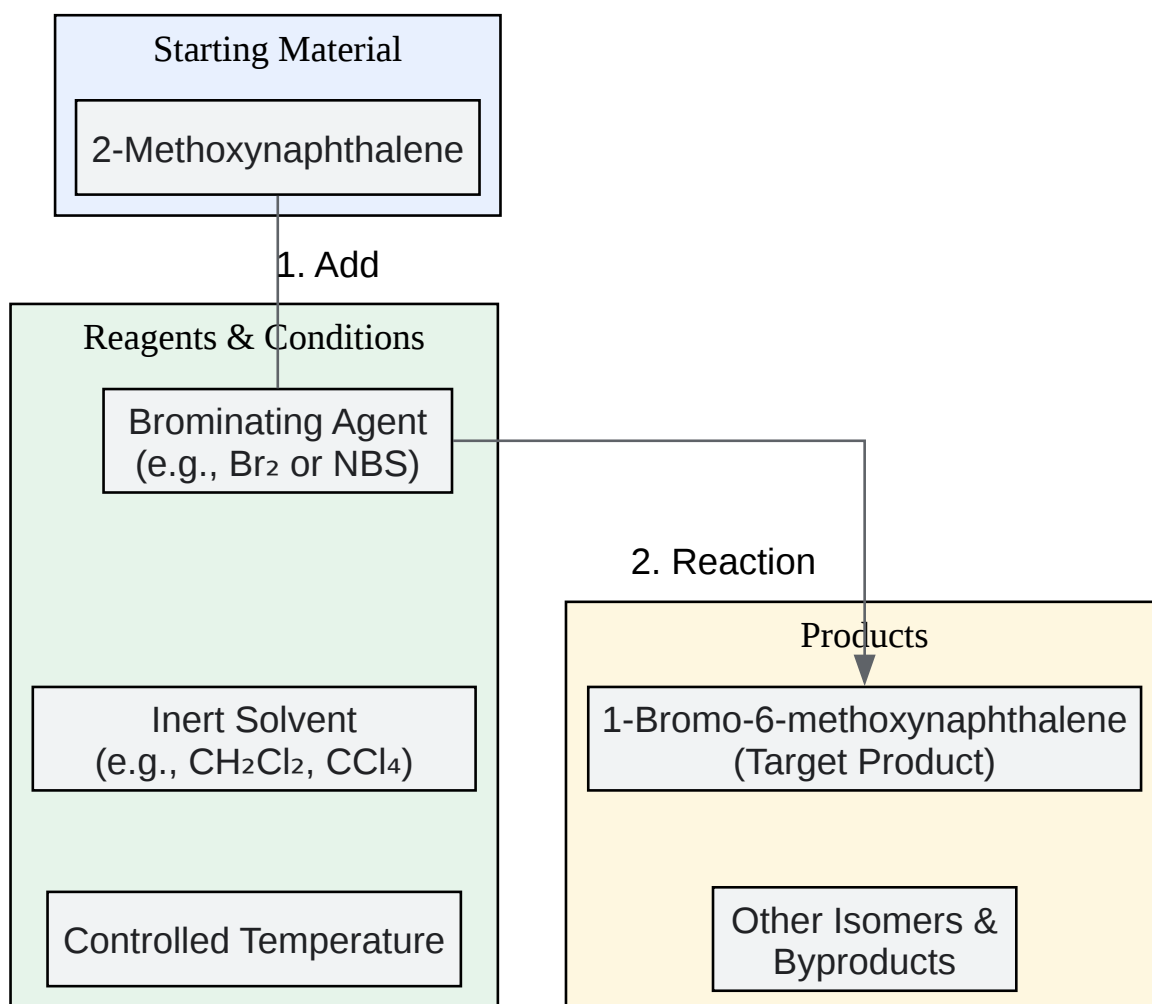 Starting Material
2-Methoxynaphthalene
1. Add
Reagents & Conditions
Brominating Agent
(e.g., Br₂ or NBS)
2. Reaction
Products
Inert Solvent
(e.g., CH₂Cl₂, CCl₄)
1-Bromo-6-methoxynaphthalene
(Target Product)
Controlled Temperature
Other Isomers &
Byproducts